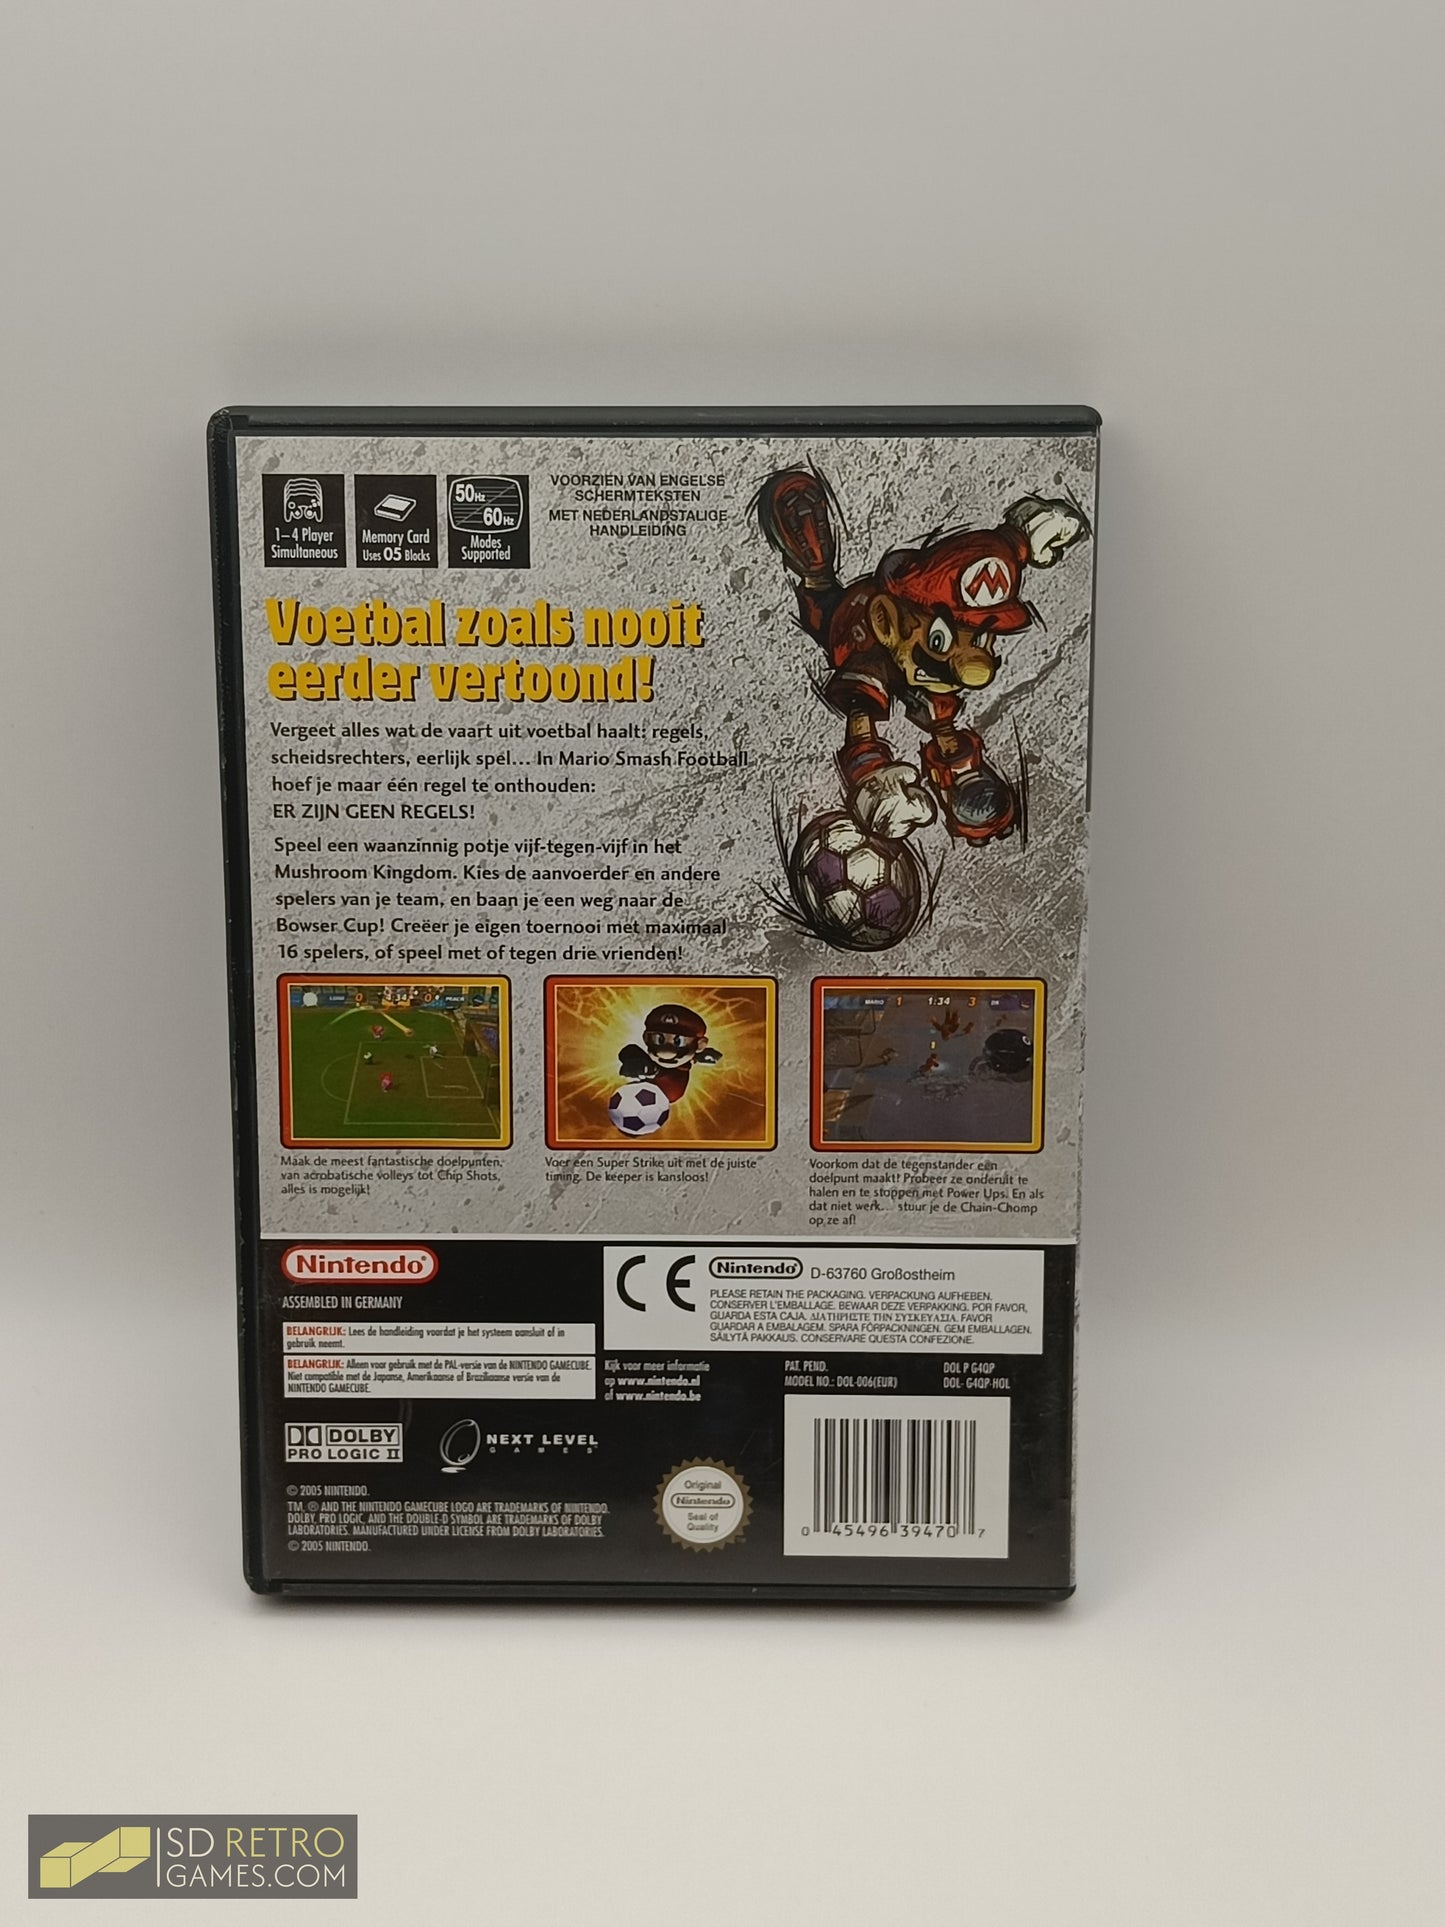 1–4 Player
Simultaneous
Memory Card
Uses 05 Blocks
50Hz
60Hz
Modes
Supported
VOORZIEN VAN ENGELSE
SCHERMTEKSTEN
MET NEDERLANDSTALIGE
HANDLEIDING
M
Voetbal zoals nooit
eerder vertoond!
Vergeet alles wat de vaart uit voetbal haalt: regels,
scheidsrechters, eerlijk spel... In Mario Smash Football
hoef je maar één regel te onthouden:
ER ZIJN GEEN REGELS!
Speel een waanzinnig potje vijf-tegen-vijf in het
Mushroom Kingdom. Kies de aanvoerder en andere
spelers van je team, en baan je een weg naar de
Bowser Cup! Creëer je eigen toernooi met maximaal
16 spelers, of speel met of tegen drie vrienden!
LUIGI 0 4:34 0 PEACH
MARIO 1 1:34 3 DK
Maak de meest fantastische doelpunten,
van acrobatische volleys tot Chip Shots,
alles is mogelijk!
Voer een Super Strike uit met de juiste
timing. De keeper is kansloos!
Voorkom dat de tegenstander een
doelpunt maakt! Probeer ze onderuit te
halen en te stoppen met Power Ups. En als
dat niet werk... stuur je de Chain-Chomp
op ze af!
Nintendo®
ASSEMBLED IN GERMANY
BELANGRIJK: Lees de handleiding voordat je het systeem aansluit of in
gebruik neemt.
BELANGRIJK: Alleen voor gebruik met de PAL-versie van de NINTENDO GAMECUBE.
Niet compatible met de Japanse, Amerikaanse of Braziliaanse versie van de
NINTENDO GAMECUBE.
CE
Nintendo® D-63760 Großostheim
PLEASE RETAIN THE PACKAGING. VERPACKUNG AUFHEBEN.
CONSERVER L'EMBALLAGE. BEWAAR DEZE VERPAKKING. POR FAVOR,
GUARDA ESTA CAJA. ΔΙΑΤΗΡΗΣΤΕ ΤΗΝ ΣΥΣΚΕΥΑΣΙΑ. FAVOR
GUARDAR A EMBALAGEM. SPARA FÖRPACKNINGEN. GEM EMBALLAGEN.
SÄILYTÄ PAKKAUS. CONSERVARE QUESTA CONFEZIONE.
Kijk voor meer informatie
op www.nintendo.nl
of www.nintendo.be
PAT. PEND.
MODEL NO.: DOL-006(EUR)
DOL P G4QP
DOL- G4QP-HOL
DOLBY
PRO LOGIC II
NEXT LEVEL
GAMES
© 2005 NINTENDO.
TM, ® AND THE NINTENDO GAMECUBE LOGO ARE TRADEMARKS OF NINTENDO.
DOLBY, PRO LOGIC, AND THE DOUBLE-D SYMBOL ARE TRADEMARKS OF DOLBY
LABORATORIES. MANUFACTURED UNDER LICENSE FROM DOLBY LABORATORIES.
© 2005 NINTENDO.
Original
Nintendo
Seal of
Quality
0 45496 39470 7
SD RETRO
GAMES.COM